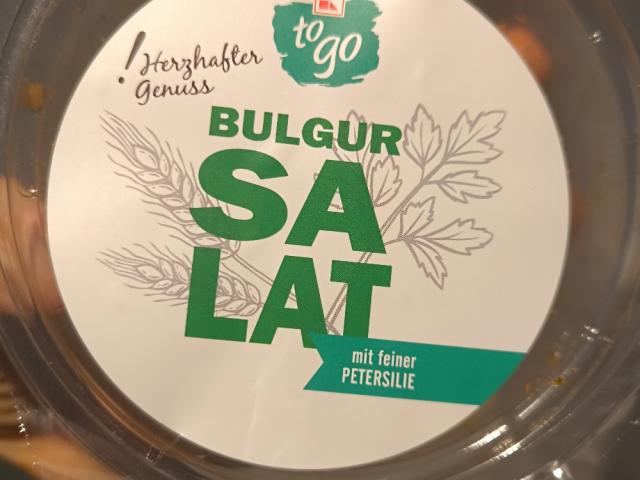 to
go
! Herzhafter
Genuss
BULGUR
SA
LAT
mit feiner
PETERSILIE